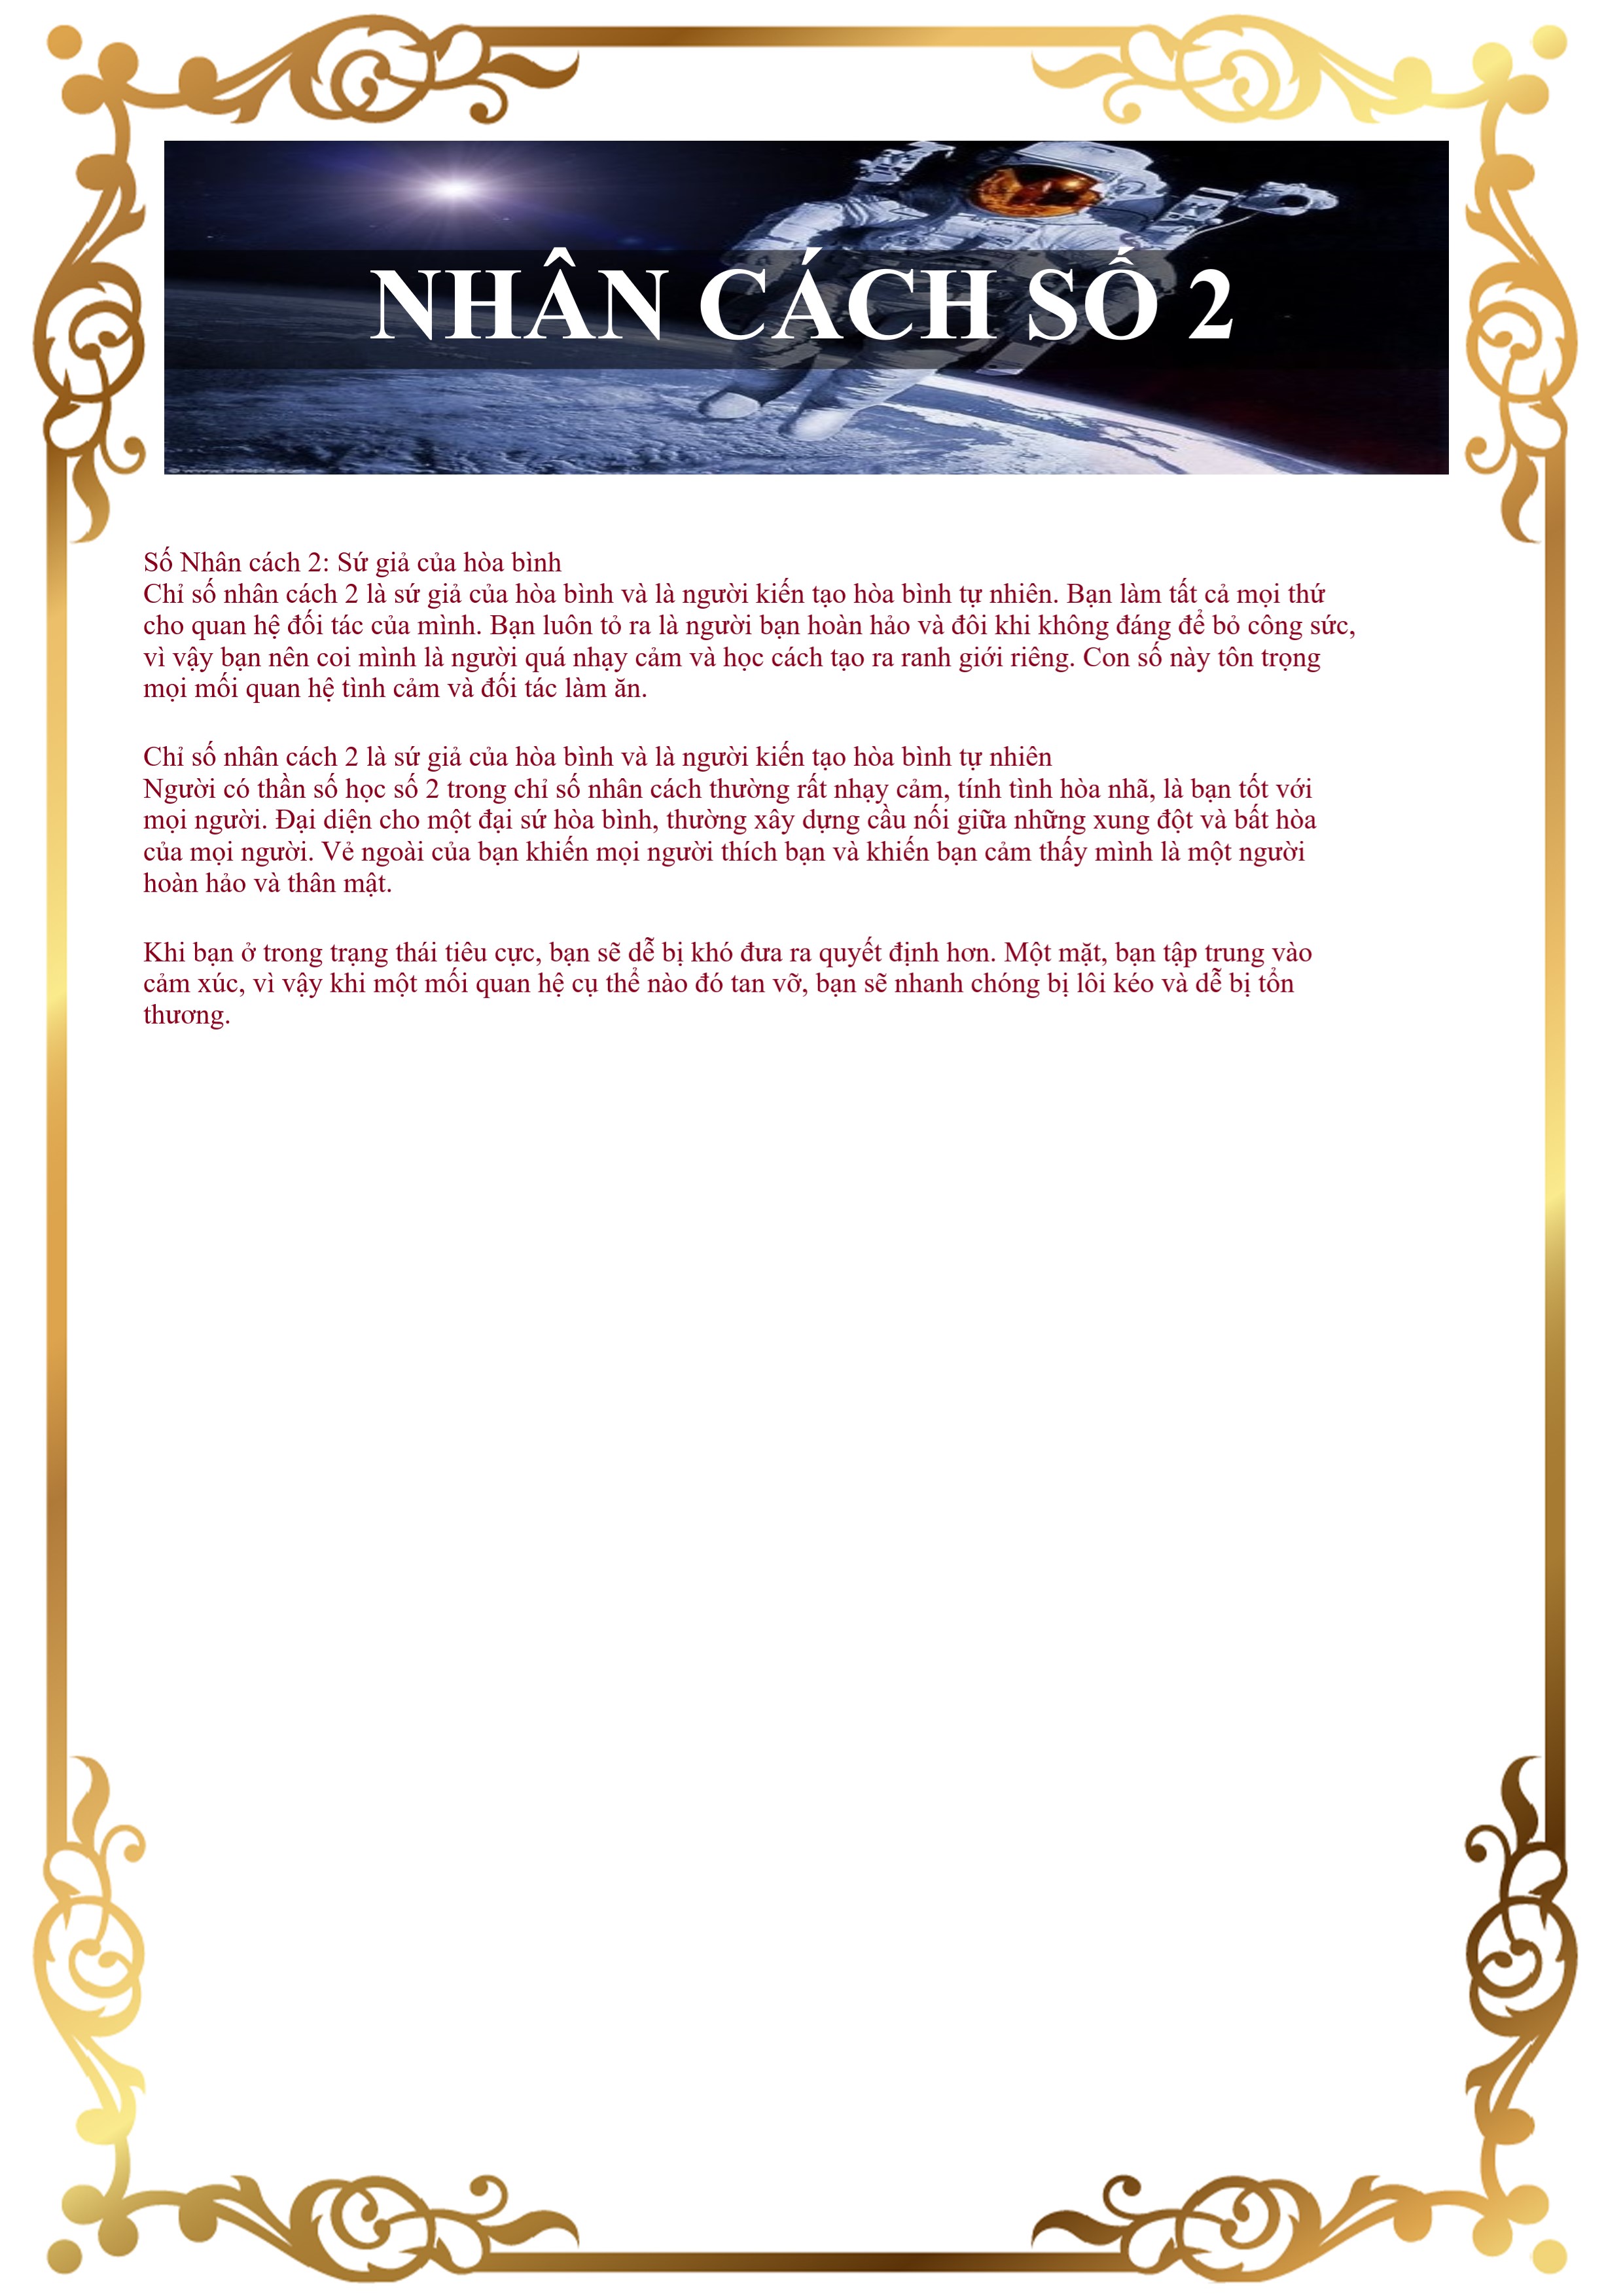 NHÂN CÁCH SỐ 2
Số Nhân cách 2: Sứ giả của hòa bình
Chỉ số nhân cách 2 là sứ giả của hòa bình và là người kiến tạo hòa bình tự nhiên. Bạn làm tất cả mọi thứ
cho quan hệ đối tác của mình. Bạn luôn tỏ ra là người bạn hoàn hảo và đôi khi không đáng để bỏ công sức,
vì vậy bạn nên coi mình là người quá nhạy cảm và học cách tạo ra ranh giới riêng. Con số này tôn trọng
mọi mối quan hệ tình cảm và đối tác làm ăn.
Chỉ số nhân cách 2 là sứ giả của hòa bình và là người kiến tạo hòa bình tự nhiên
Người có thần số học số 2 trong chỉ số nhân cách thường rất nhạy cảm, tính tình hòa nhã, là bạn tốt với
mọi người. Đại diện cho một đại sứ hòa bình, thường xây dựng cầu nối giữa những xung đột và bất hòa
của mọi người. Vẻ ngoài của bạn khiến mọi người thích bạn và khiến bạn cảm thấy mình là một người
hoàn hảo và thân mật.
Khi bạn ở trong trạng thái tiêu cực, bạn sẽ dễ bị khó đưa ra quyết định hơn. Một mặt, bạn tập trung vào
cảm xúc, vì vậy khi một mối quan hệ cụ thể nào đó tan vỡ, bạn sẽ nhanh chóng bị lôi kéo và dễ bị tổn
thương.